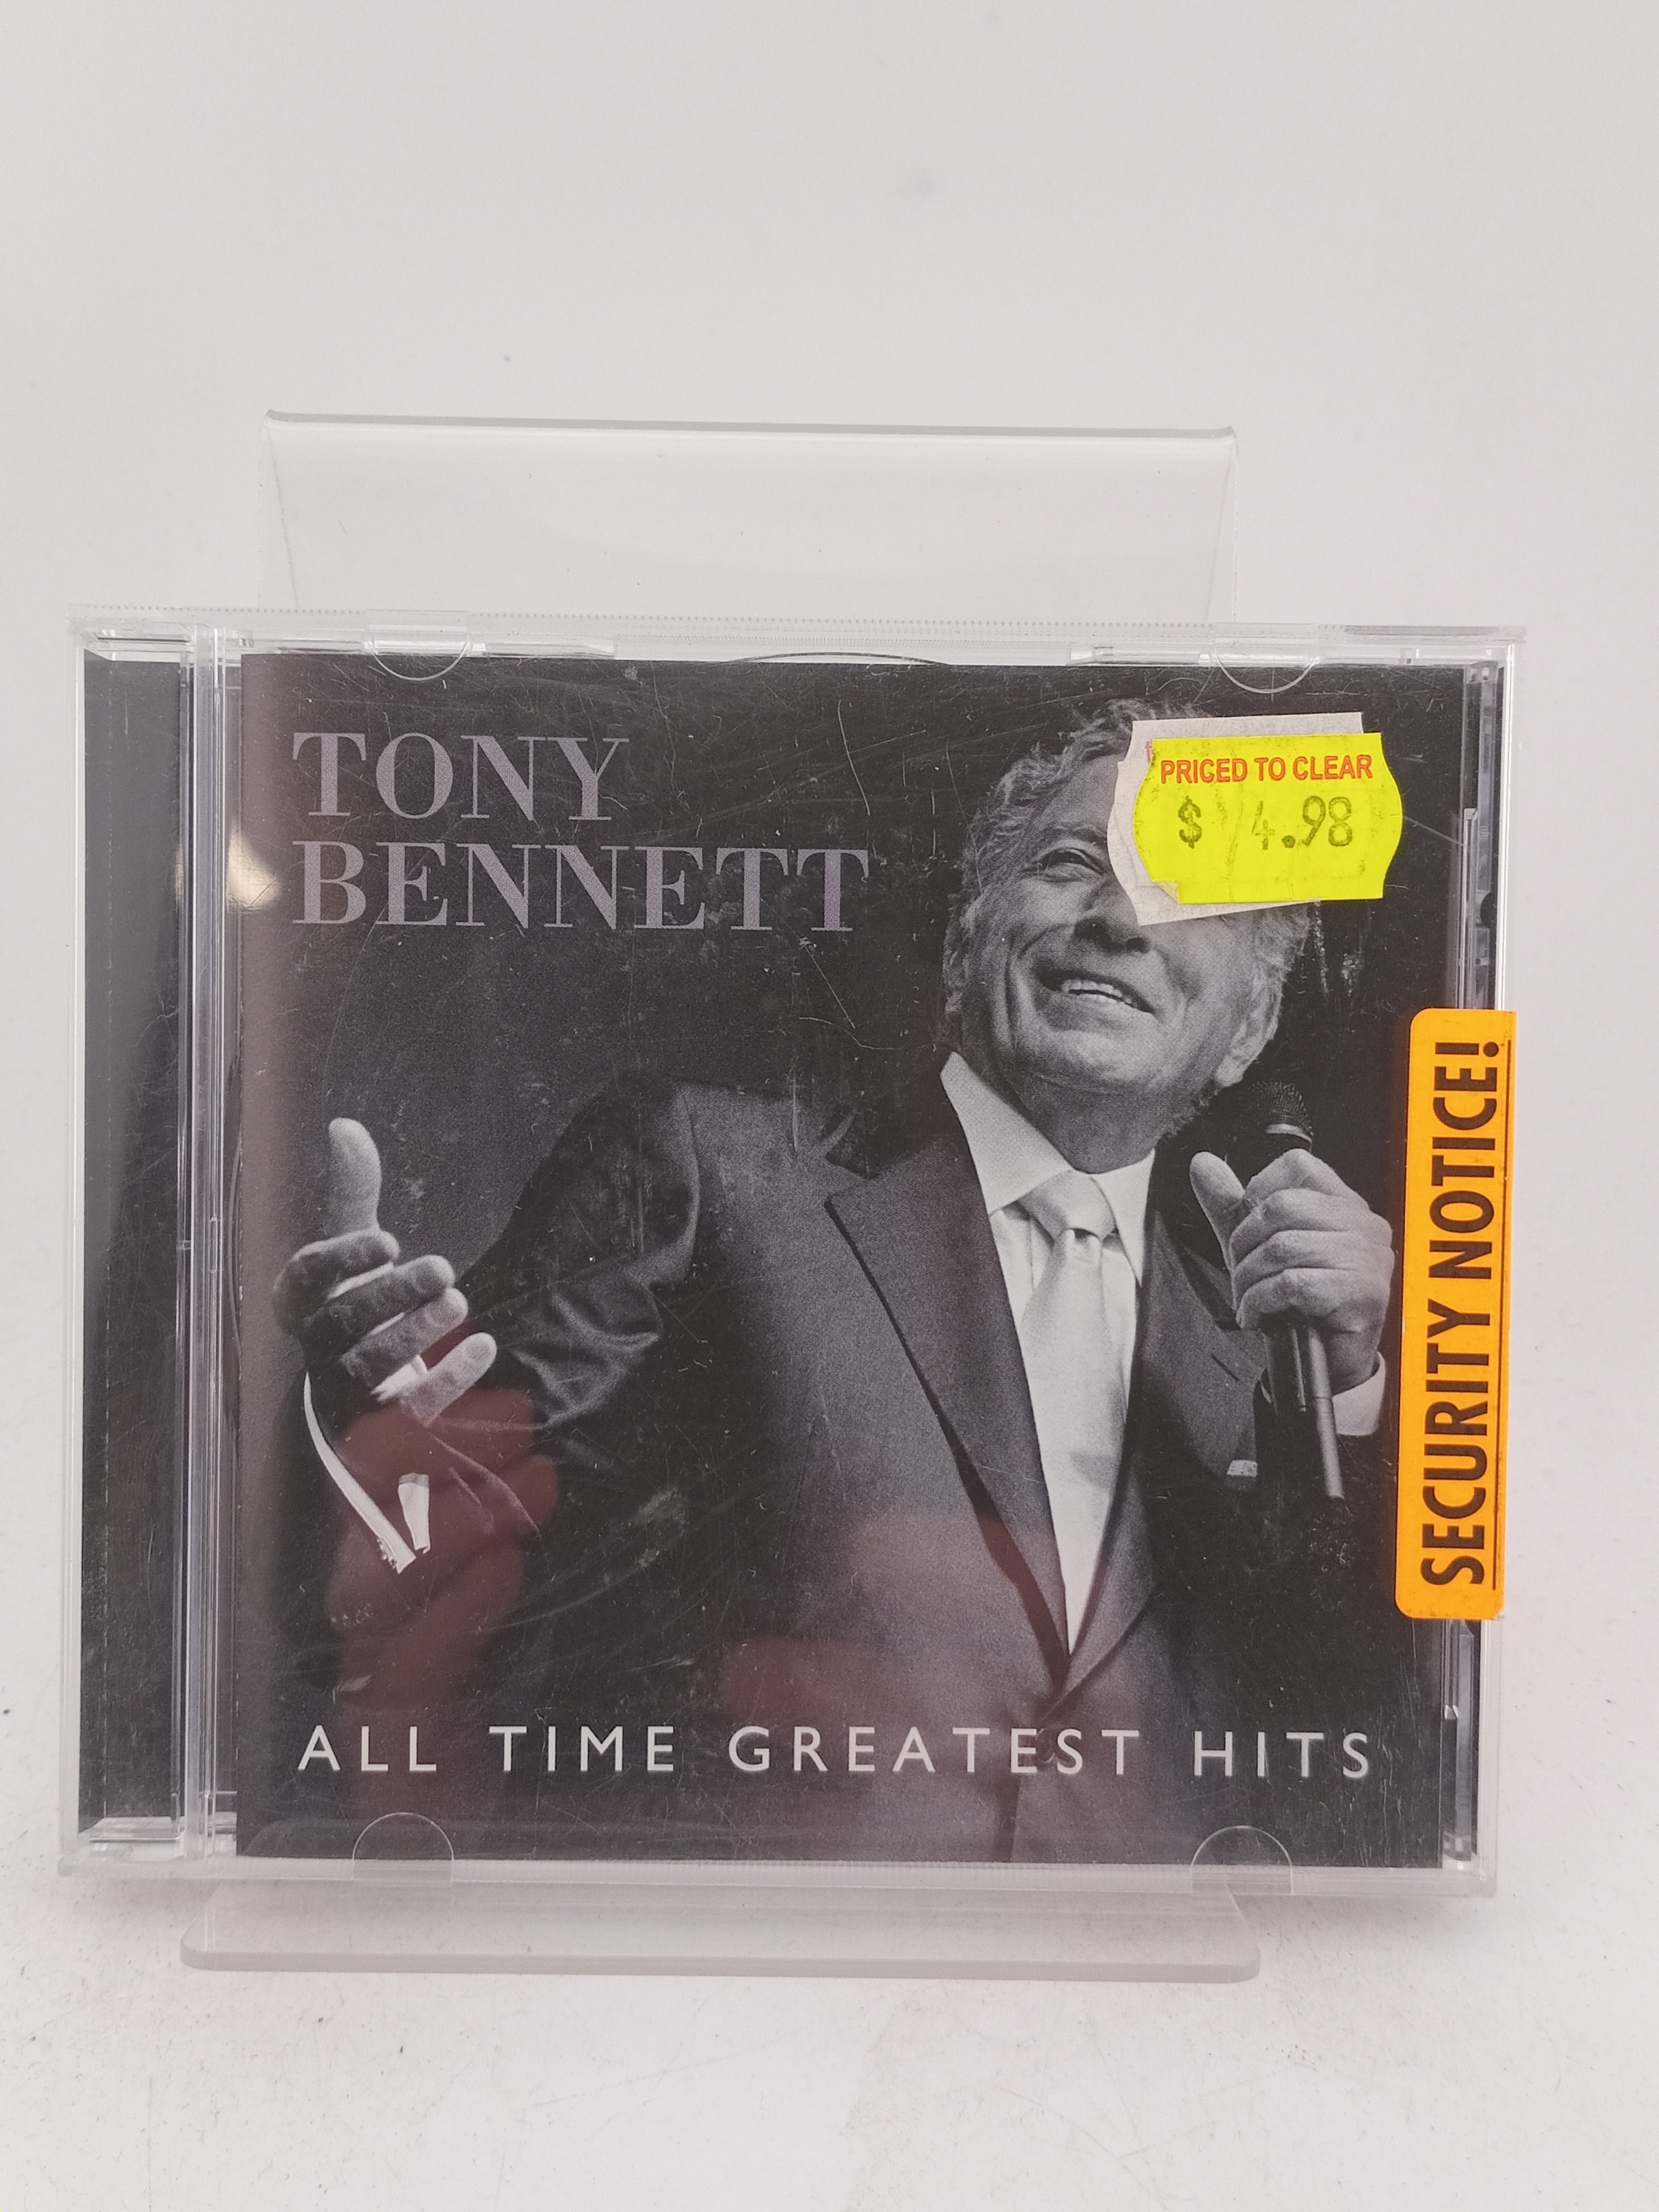 TONY
BENNETT
PRICED TO CLEAR
$ 4.98
SECURITY NOTICE!
ALL TIME GREATEST HITS